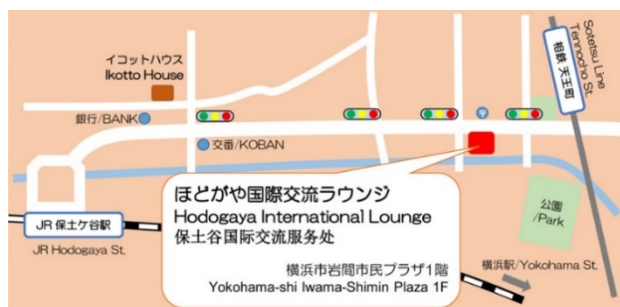 イコットハウス
Ikotto House
銀行/BANK
交番/KOBAN
Sotetsu Line
Tennocho St.
相鉄 天王町
ほどがや国際交流ラウンジ
Hodogaya International Lounge
保土谷国际交流服务处
横浜市岩間市民プラザ1階
Yokohama-shi Iwama-Shimin Plaza 1F
JR 保土ケ谷駅
JR Hodogaya St.
公園
/Park
横浜駅/Yokohama St.